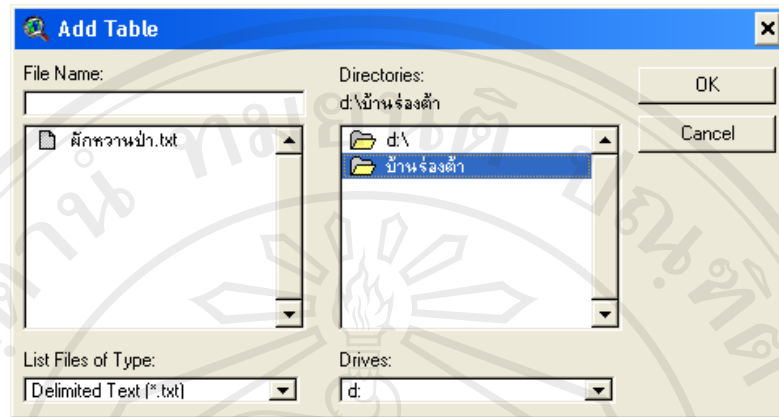 Add Table
File Name:
ผักหวานป่า.txt
List Files of Type:
Delimited Text (*.txt)
Directories:
d:\บ้านร่องต้า
d:\
บ้านร่องต้า
Drives:
d:
OK
Cancel